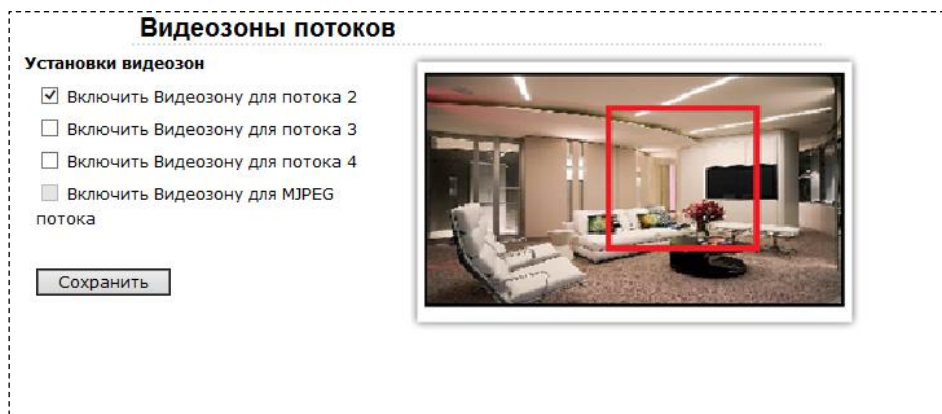 Видеозоны потоков
Установки видеозон
Включить Видеозону для потока 2
Включить Видеозону для потока 3
Включить Видеозону для потока 4
Включить Видеозону для MJPEG
потока
Сохранить